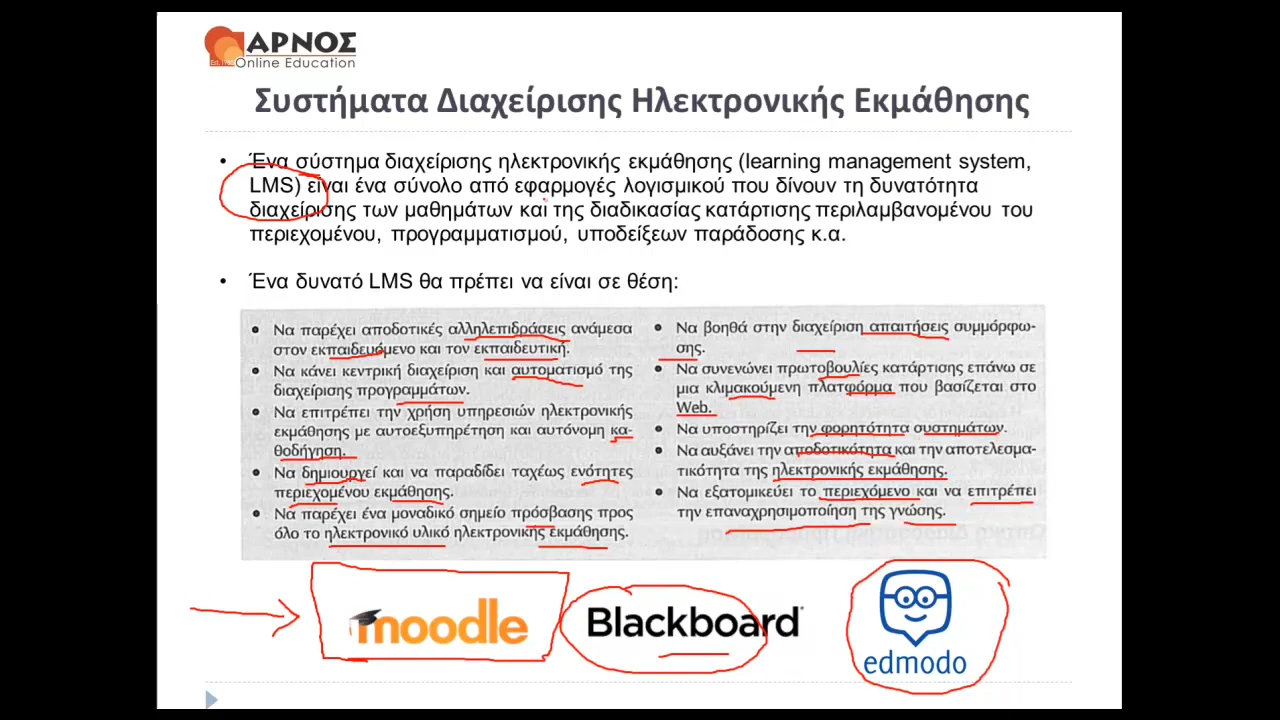 ΑΡΝΟΣ
Est.
Online Education
Συστήματα Διαχείρισης Ηλεκτρονικής Εκμάθησης
• Ένα σύστημα διαχείρισης ηλεκτρονικής εκμάθησης (learning management system,
LMS) είναι ένα σύνολο από εφαρμογές λογισμικού που δίνουν τη δυνατότητα
διαχείρισης των μαθημάτων και της διαδικασίας κατάρτισης περιλαμβανομένου του
περιεχομένου, προγραμματισμού, υποδείξεων παράδοσης κ.α.
• Ένα δυνατό LMS θα πρέπει να είναι σε θέση:
• Να παρέχει αποδοτικές αλληλεπιδράσεις ανάμεσα
στον εκπαιδευόμενο και τον εκπαιδευτική.
• Να κάνει κεντρική διαχείριση και αυτοματισμό της
διαχείρισης προγραμμάτων.
• Να επιτρέπει την χρήση υπηρεσιών ηλεκτρονικής
εκμάθησης με αυτοεξυπηρέτηση και αυτόνομη κα-
θοδήγηση.
• Να δημιουργεί και να παραδίδει ταχέως ενότητες
περιεχομένου εκμάθησης.
• Να παρέχει ένα μοναδικό σημείο πρόσβασης προς
όλο το ηλεκτρονικό υλικό ηλεκτρονικής εκμάθησης.
• Να βοηθά στην διαχείριση απαιτήσεις συμμόρφω-
σης.
• Να συνενώνει πρωτοβουλίες κατάρτισης επάνω σε
μια κλιμακούμενη πλατφόρμα που βασίζεται στο
Web.
• Να υποστηρίζει την φορητότητα συστημάτων.
• Να αυξάνει την αποδοτικότητα και την αποτελεσμα-
τικότητα της ηλεκτρονικής εκμάθησης.
• Να εξατομικεύει το περιεχόμενο και να επιτρέπει
την επαναχρησιμοποίηση της γνώσης.
moodle
Blackboard
edmodo